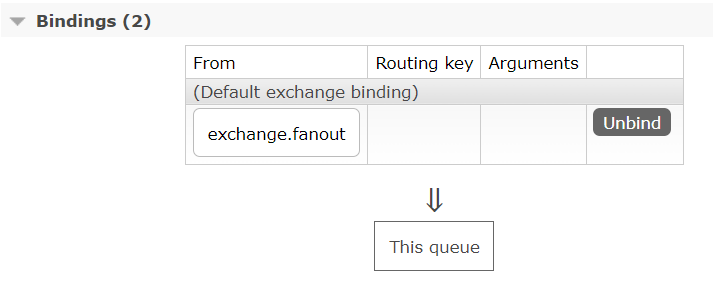 Bindings (2)
From Routing key Arguments
(Default exchange binding)
exchange.fanout Unbind
⇓
This queue